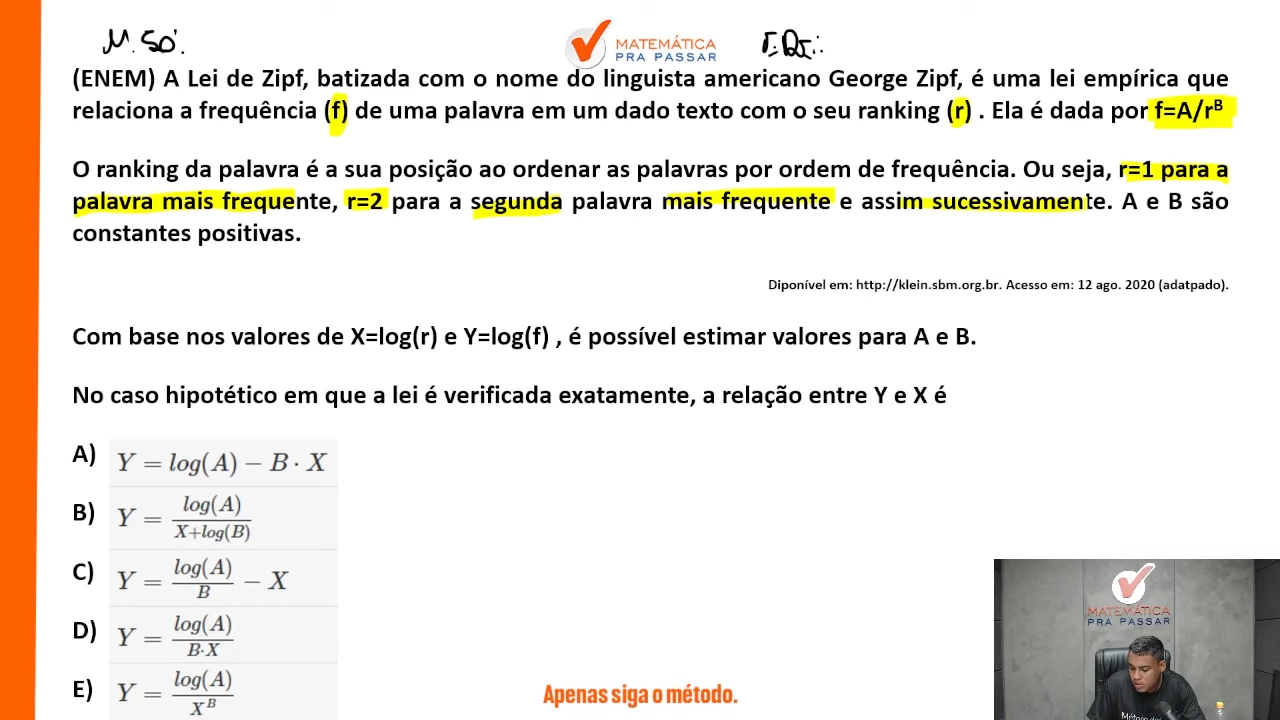 M. SO'.
MATEMÁTICA
PRA PASSAR
(ENEM) A Lei de Zipf, batizada com o nome do linguista americano George Zipf, é uma lei empírica que
relaciona a frequência (f) de uma palavra em um dado texto com o seu ranking (r) . Ela é dada por f=A/rᴮ
O ranking da palavra é a sua posição ao ordenar as palavras por ordem de frequência. Ou seja, r=1 para a
palavra mais frequente, r=2 para a segunda palavra mais frequente e assim sucessivamente. A e B são
constantes positivas.
Diponível em: http://klein.sbm.org.br. Acesso em: 12 ago. 2020 (adatpado).
Com base nos valores de X=log(r) e Y=log(f) , é possível estimar valores para A e B.
No caso hipotético em que a lei é verificada exatamente, a relação entre Y e X é
A) Y = log(A) − B · X
B) Y = log(A) / X+log(B)
C) Y = log(A) / B − X
D) Y = log(A) / B·X
E) Y = log(A) / Xᴮ
Apenas siga o método.
MATEMÁTICA
PRA PASSAR